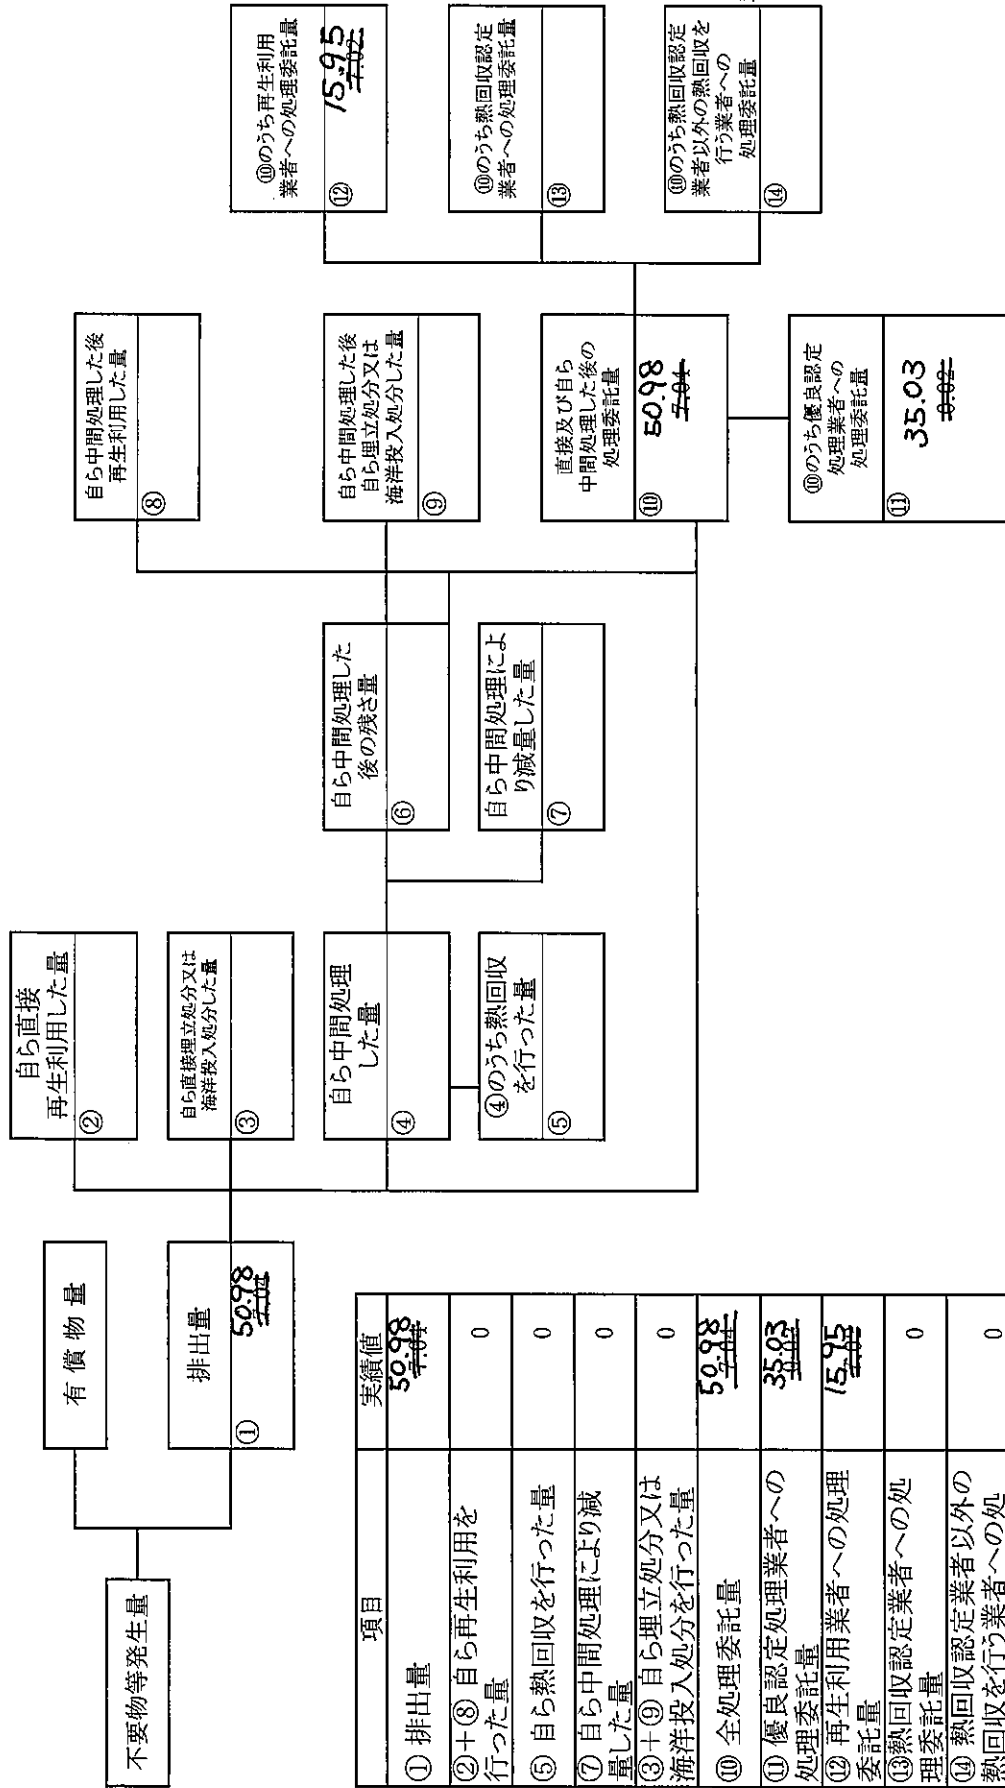 不要物等発生量
有償物量
排出量
①
50.98
7.04
自ら直接
再生利用した量
②
自ら直接埋立処分又は
海洋投入処分した量
③
自ら中間処理
した量
④
④のうち熱回収
を行った量
⑤
自ら中間処理した
後の残さ量
⑥
自ら中間処理によ
り減量した量
⑦
自ら中間処理した後
再生利用した量
⑧
自ら中間処理した後
自ら埋立処分又は
海洋投入処分した量
⑨
直接及び自ら
中間処理した後の
処理委託量
⑩
50.98
7.04
⑩のうち優良認定
処理業者への
処理委託量
⑪
35.03
0.02
⑩のうち再生利用
業者への処理委託量
⑫
15.95
7.02
⑩のうち熱回収認定
業者への処理委託量
⑬
⑩のうち熱回収認定
業者以外の熱回収を
行う業者への
処理委託量
⑭
項目 実績値
① 排出量 50.98
7.04
②+⑧ 自ら再生利用を
行った量 0
⑤ 自ら熱回収を行った量 0
⑦ 自ら中間処理により減
量した量 0
③+⑨ 自ら埋立処分又は
海洋投入処分を行った量 0
⑩ 全処理委託量 50.98
7.04
⑪ 優良認定処理業者への
処理委託量 35.03
0.02
⑫ 再生利用業者への処理
委託量 15.95
7.02
⑬熱回収認定業者への処
理委託量 0
⑭ 熱回収認定業者以外の
熱回収を行う業者への処 0